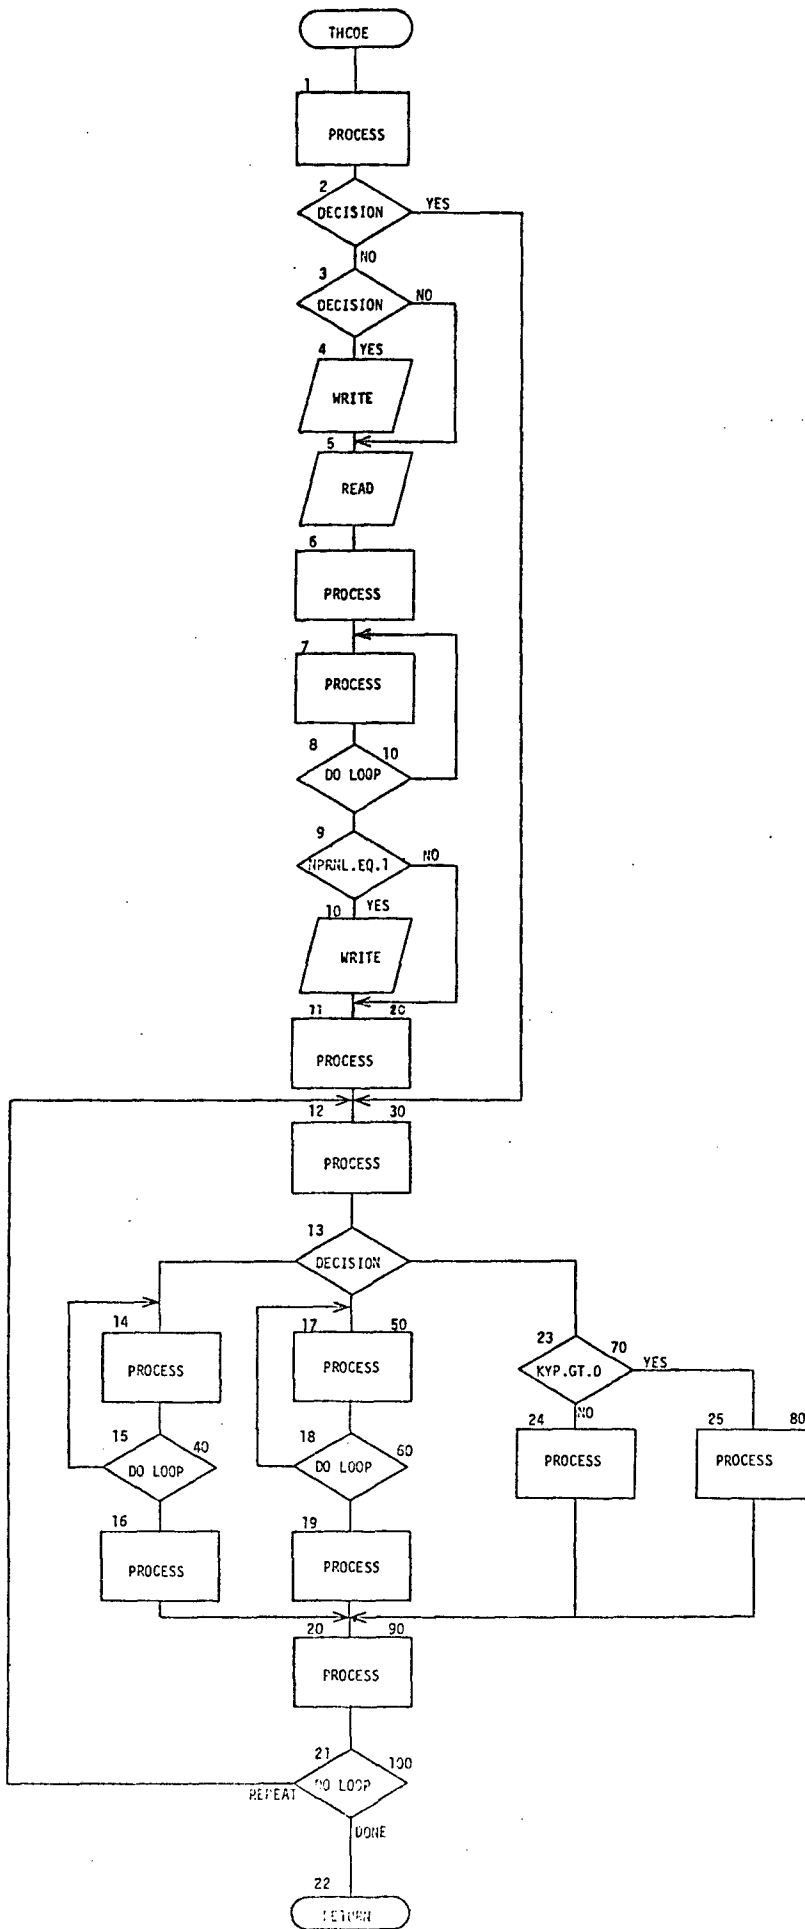 THCOE
1
PROCESS
2
DECISION
YES
NO
3
DECISION
NO
4
YES
WRITE
5
READ
6
PROCESS
7
PROCESS
8
10
DO LOOP
9
NPRNL.EQ.1
NO
10
YES
WRITE
11
20
PROCESS
12
30
PROCESS
13
DECISION
14
PROCESS
15
40
DO LOOP
16
PROCESS
17
50
PROCESS
18
60
DO LOOP
19
PROCESS
23
70
KYP.GT.0
YES
NO
24
PROCESS
25
80
PROCESS
20
90
PROCESS
21
100
DO LOOP
REPEAT
DONE
22
RETURN